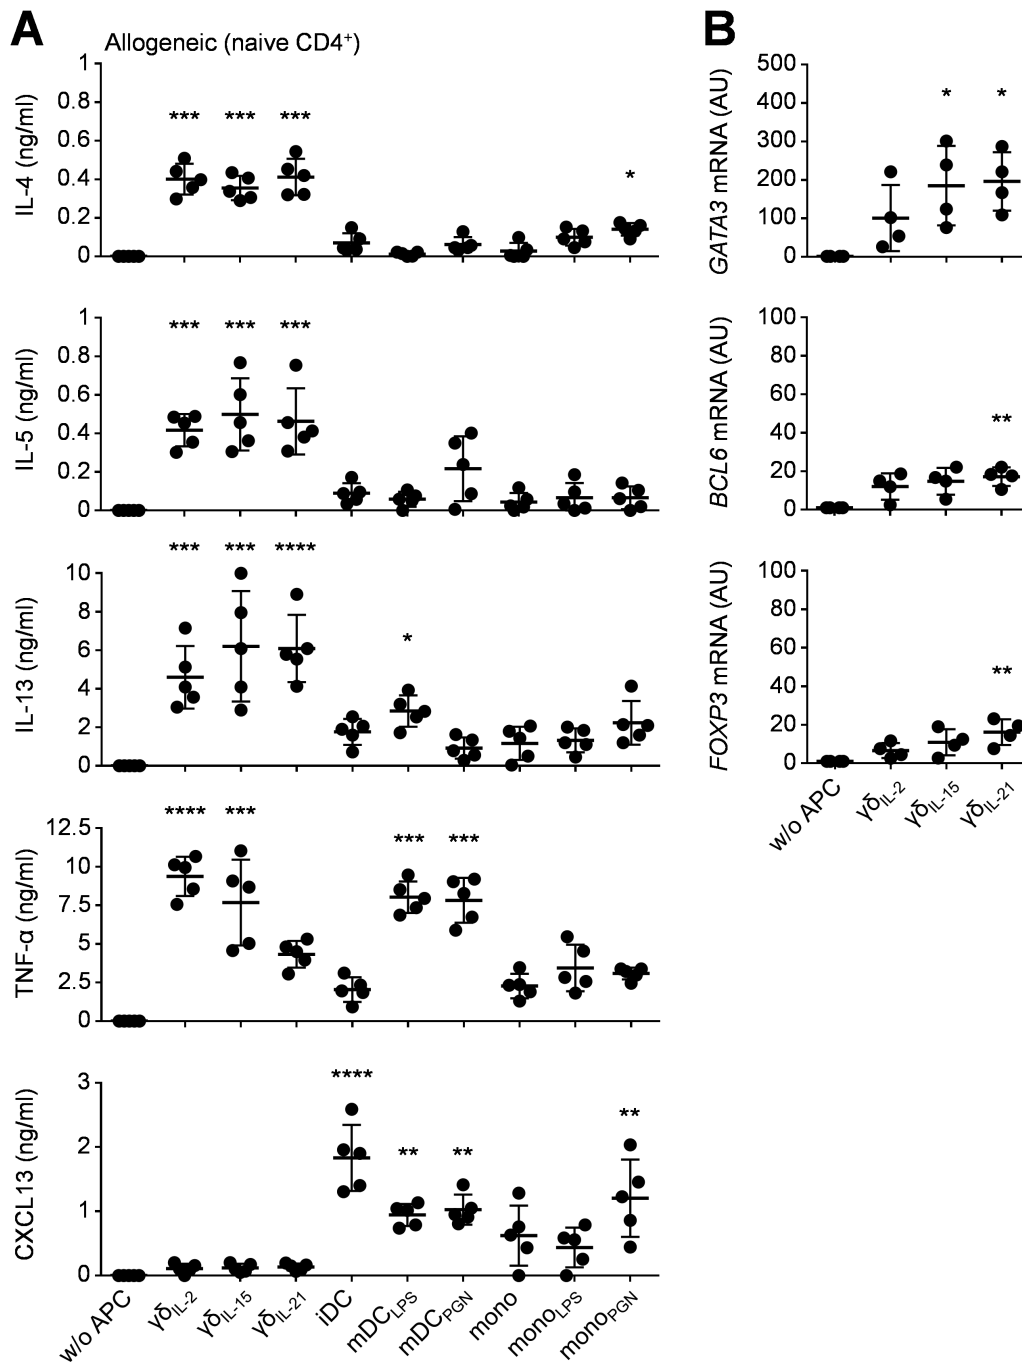 A
Allogeneic (naive CD4⁺)
IL-4 (ng/ml)
1
0.8
0.6
0.4
0.2
0
*** *** *** *
IL-5 (ng/ml)
1
0.8
0.6
0.4
0.2
0
*** *** ***
IL-13 (ng/ml)
10
8
6
4
2
0
*** *** **** *
TNF-α (ng/ml)
12.5
10
7.5
5
2.5
0
**** *** *** ***
CXCL13 (ng/ml)
3
2
1
0
**** ** ** **
w/o APC γδIL-2 γδIL-15 γδIL-21 iDC mDCLPS mDCPGN mono monoLPS monoPGN
B
GATA3 mRNA (AU)
500
400
300
200
100
0
* *
BCL6 mRNA (AU)
100
80
60
40
20
0
**
FOXP3 mRNA (AU)
100
80
60
40
20
0
**
w/o APC γδIL-2 γδIL-15 γδIL-21